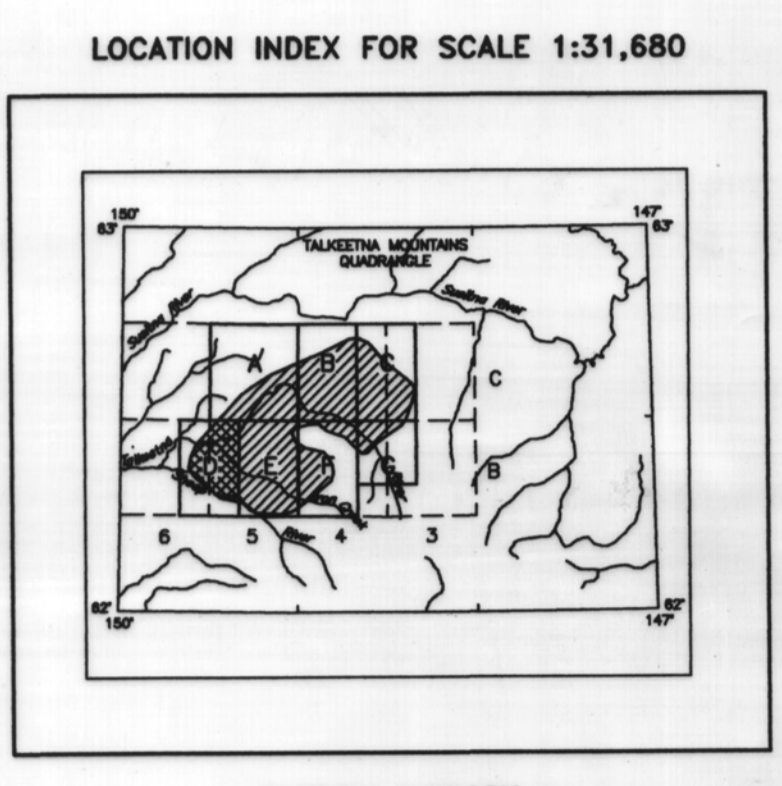 LOCATION INDEX FOR SCALE 1:31,680
150°
147°
63°
63°
TALKEETNA MOUNTAINS
QUADRANGLE
Susitna River
Susitna River
A
B
C
C
Talkeetna
D
E
F
G
B
River
6
5
4
3
62°
62°
150°
147°